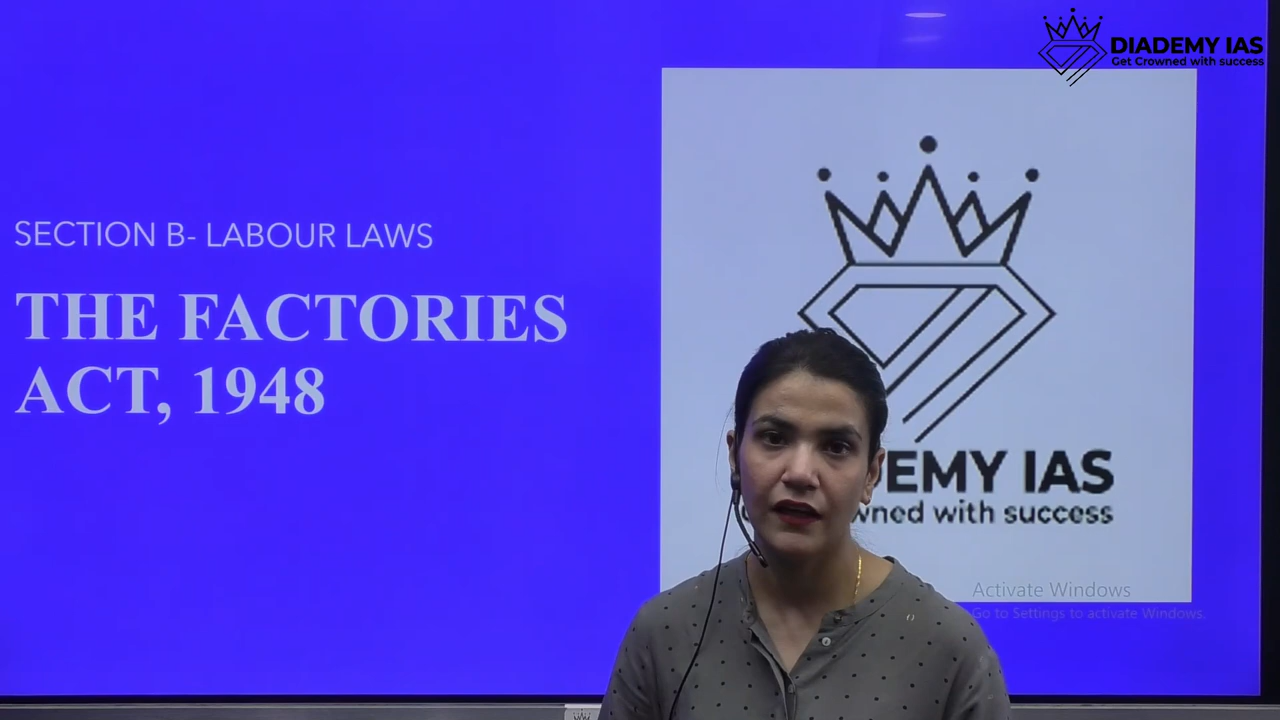 DIADEMY IAS
Get Crowned with success
SECTION B- LABOUR LAWS
THE FACTORIES
ACT, 1948
EMY IAS
wned with success
Activate Windows
Go to Settings to activate Windows.